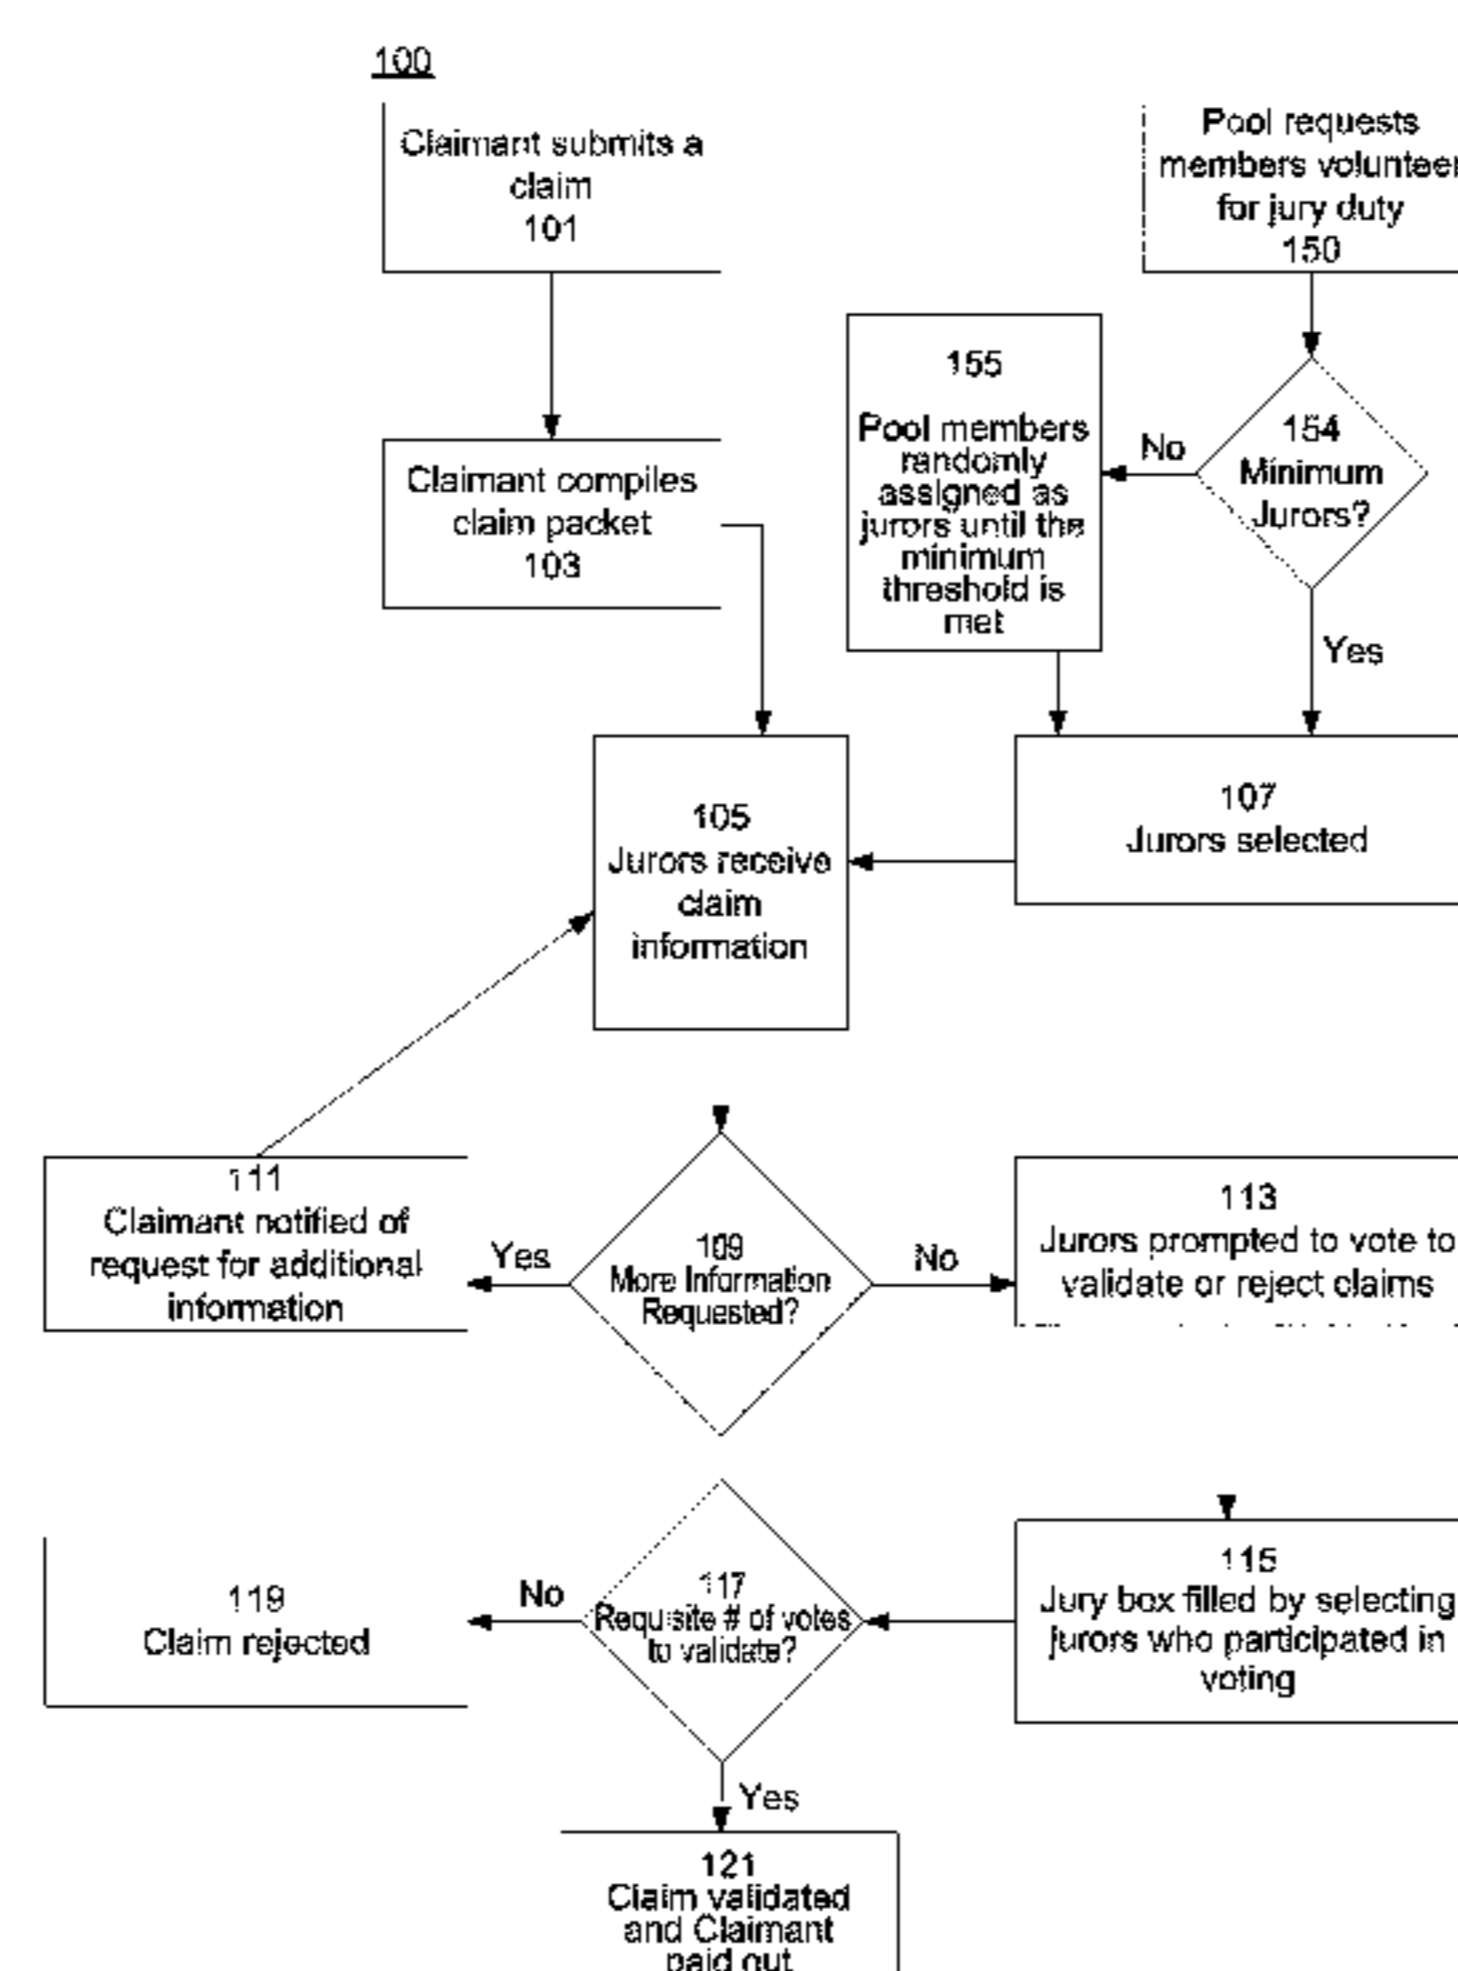 100
Claimant submits a
claim
101
Pool requests
members volunteer
for jury duty
150
155
Pool members
randomly
assigned as
jurors until the
minimum
threshold is
met
No
154
Minimum
Jurors?
Yes
Claimant compiles
claim packet
103
105
Jurors receive
claim
information
107
Jurors selected
111
Claimant notified of
request for additional
information
Yes
109
More Information
Requested?
No
113
Jurors prompted to vote to
validate or reject claims
119
Claim rejected
No
117
Requisite # of votes
to validate?
115
Jury box filled by selecting
jurors who participated in
voting
Yes
121
Claim validated
and Claimant
paid out